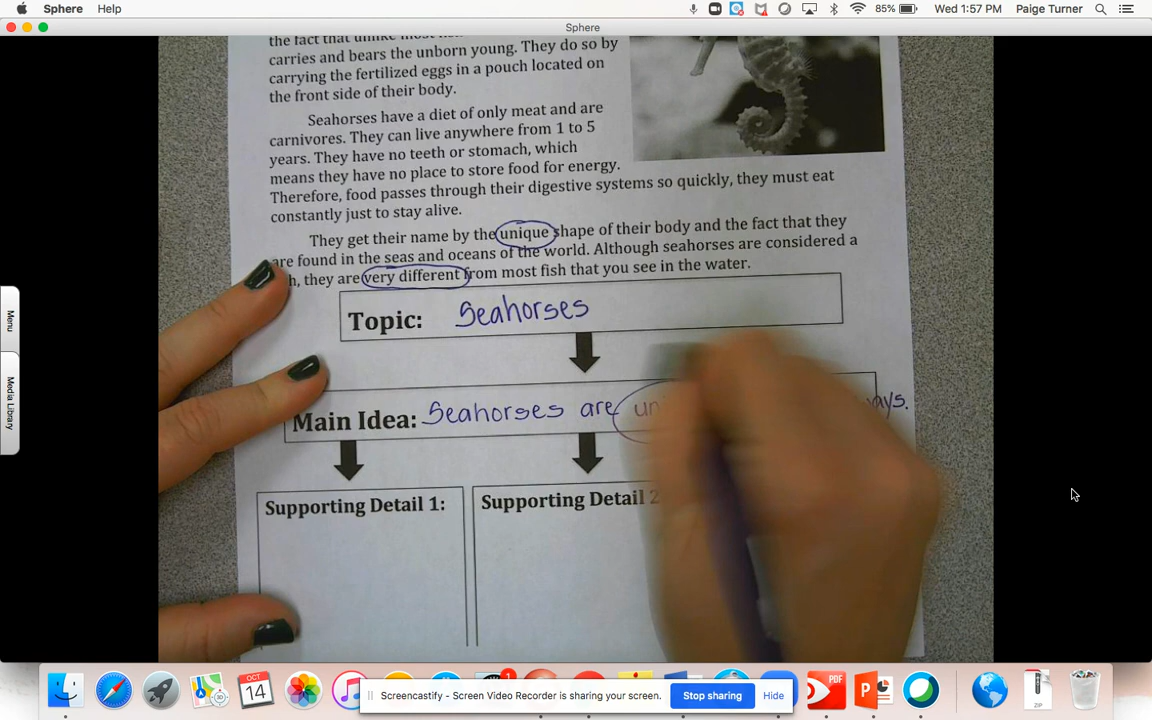 Sphere Help
85% Wed 1:57 PM Paige Turner
Sphere
carries and bears the unborn young. They do so by
carrying the fertilized eggs in a pouch located on
the front side of their body.
Seahorses have a diet of only meat and are
carnivores. They can live anywhere from 1 to 5
years. They have no teeth or stomach, which
means they have no place to store food for energy.
Therefore, food passes through their digestive systems so quickly, they must eat
constantly just to stay alive.
They get their name by the unique shape of their body and the fact that they
are found in the seas and oceans of the world. Although seahorses are considered a
they are very different from most fish that you see in the water.
Topic: Seahorses
Main Idea: Seahorses are
Supporting Detail 1:
Supporting Detail 2
Menu
Media Library
OCT
14
Screencastify - Screen Video Recorder is sharing your screen. Stop sharing Hide
PDF
ZIP